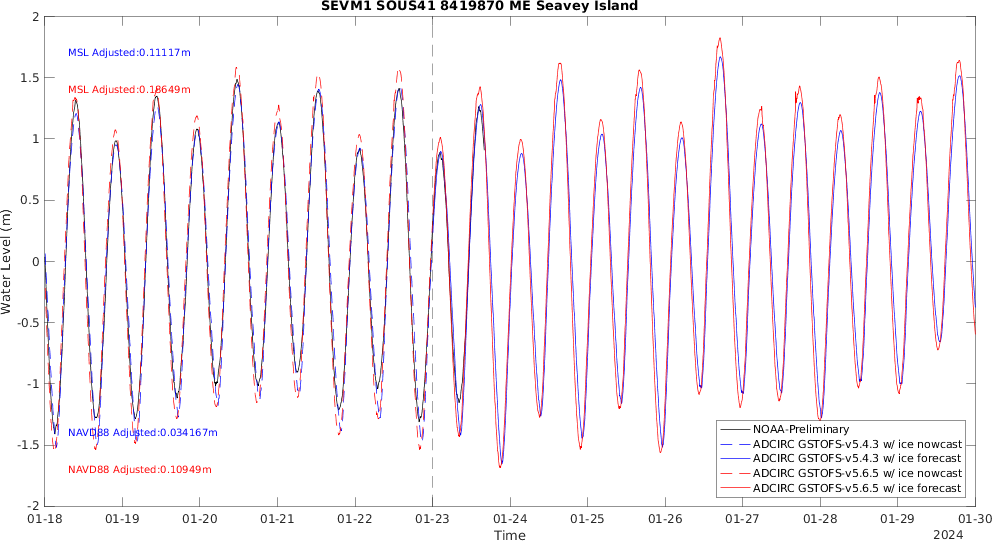 SEVM1 SOUS41 8419870 ME Seavey Island
2
1.5
1
0.5
0
-0.5
-1
-1.5
-2
Water Level (m)
MSL Adjusted:0.11117m
MSL Adjusted:0.18649m
NAVD88 Adjusted:0.034167m
NAVD88 Adjusted:0.10949m
NOAA-Preliminary
ADCIRC GSTOFS-v5.4.3 w/ ice nowcast
ADCIRC GSTOFS-v5.4.3 w/ ice forecast
ADCIRC GSTOFS-v5.6.5 w/ ice nowcast
ADCIRC GSTOFS-v5.6.5 w/ ice forecast
01-18 01-19 01-20 01-21 01-22 01-23 01-24 01-25 01-26 01-27 01-28 01-29 01-30
Time
2024